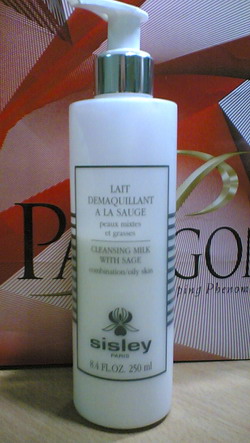 LAIT
DEMAQUILLANT
A LA SAUGE
peaux mixtes
et grasses
CLEANSING MILK
WITH SAGE
combination/oily skin
sisley
PARIS
8.4 FL.OZ. 250 ml